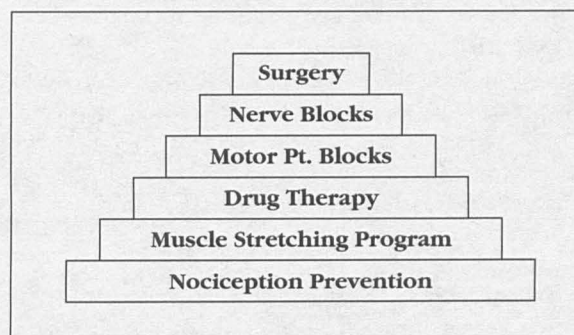 Surgery
Nerve Blocks
Motor Pt. Blocks
Drug Therapy
Muscle Stretching Program
Nociception Prevention